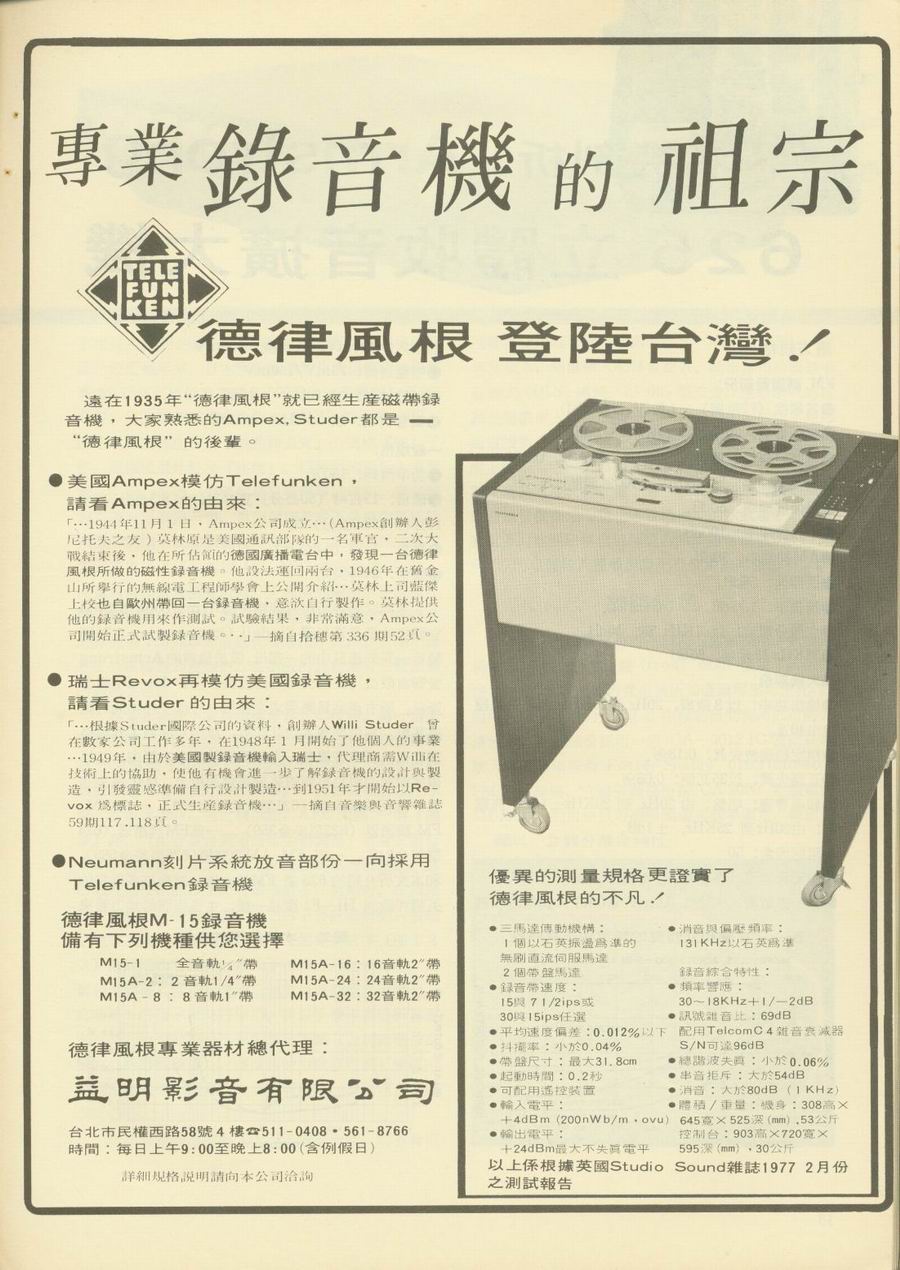 專業錄音機的祖宗
TELE
FUN
KEN
德律風根 登陸台灣！
遠在1935年“德律風根”就已經生産磁帶録
音機，大家熟悉的Ampex, Studer都是 —
“德律風根” 的後輩。
●美國Ampex模仿Telefunken，
請看Ampex的由來：
「…1944年11月1日，Ampex公司成立…(Ampex創辦人彭
尼托夫之友）莫林原是美國通訊部隊的一名軍官，二次大
戰結束後，他在所佔領的德國廣播電台中，發現一台德律
風根所做的磁性録音機。他設法運回兩台，1946年在舊金
山所舉行的無線電工程師學會上公開介紹…莫林上司藍傑
上校也自歐州帶回一台録音機，意欲自行製作。莫林提供
他的録音機用來作測試。試驗結果，非常滿意，Ampex公
司開始正式試製録音機。‥」—摘自拾穗第 336 期52頁。
●瑞士Revox再模仿美國録音機，
請看Studer的由來：
「…根據Studer國際公司的資料，創辦人Willi Studer 曾
在數家公司工作多年，在1948年1月開始了他個人的事業
…1949年，由於美國製録音機輸入瑞士，代理商需Willi在
技術上的協助，使他有機會進一步了解録音機的設計與製
造，引發靈感準備自行設計製造…到1951年才開始以Re-
vox 爲標誌，正式生産録音機…」—摘自音樂與音響雜誌
59期117.118頁。
●Neumann刻片系統放音部份一向採用
Telefunken録音機
德律風根M-15録音機
備有下列機種供您選擇
M15-1 全音軌¼″帶
M15A-2：2音軌1/4″帶
M15A-8：8音軌1″帶
M15A-16：16音軌2″帶
M15A-24：24音軌2″帶
M15A-32：32音軌2″帶
德律風根專業器材總代理：
益明影音有限公司
台北市民權西路58號4樓☎511-0408・561-8766
時間：每日上午9:00至晚上8:00(含例假日)
詳細規格説明請向本公司洽詢
優異的測量規格更證實了
德律風根的不凡！
●三馬達傳動機構：
1個以石英振盪爲準的
無刷直流伺服馬達
2個帶盤馬達
●録音帶速度：
15與7 1/2ips或
30與15ips任選
●平均速度偏差：0.012%以下
●抖擻率：小於0.04%
●帶盤尺寸：最大31.8cm
●起動時間：0.2秒
●可配用遙控裝置
●輸入電平：
+4dBm (200nWb/m，ovu)
●輸出電平：
+24dBm最大不失眞電平
●消音與偏壓頻率：
131KHz以石英爲準
録音綜合特性：
●頻率響應：
30~18KHz+1/-2dB
●訊號雜音比：69dB
配用TelcomC4雜音衰減器
S/N可達96dB
●總諧波失眞：小於0.06%
●串音拒斥：大於54dB
●消音：大於80dB（1KHz）
●體積/重量：機身：308高×
645寬×525深(mm),53公斤
控制台：903高×720寬×
595深(mm)，30公斤
以上係根據英國Studio Sound雜誌1977 2月份
之測試報告